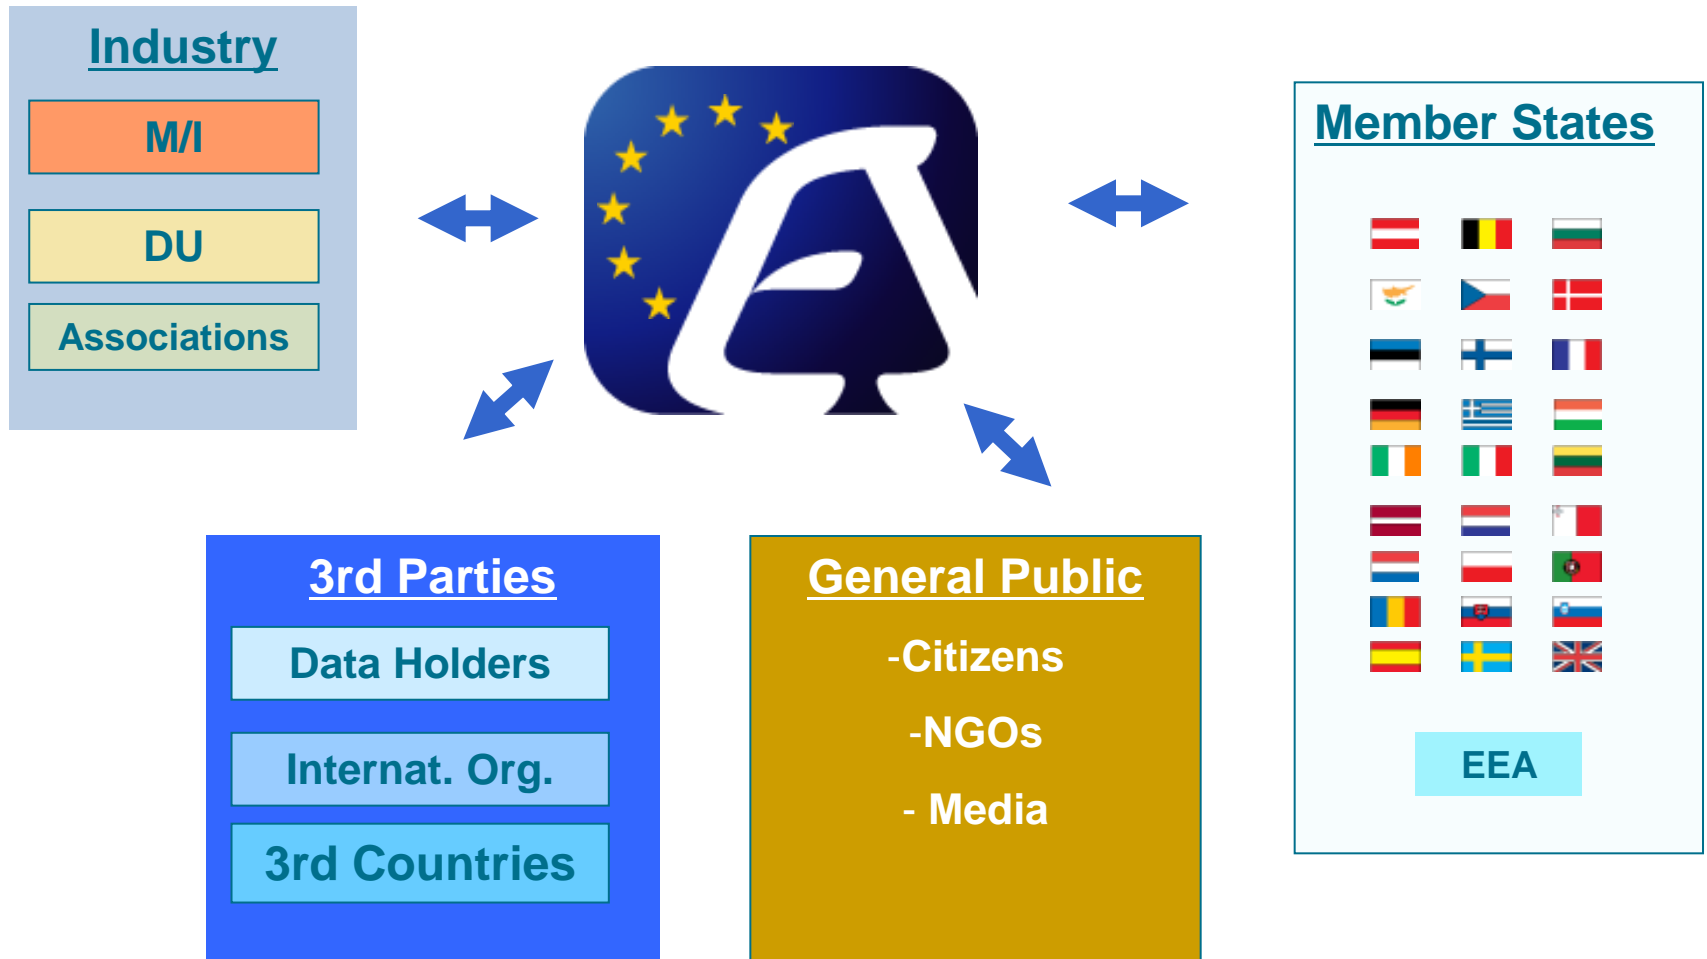 Industry
M/I
DU
Associations
Member States
EEA
3rd Parties
Data Holders
Internat. Org.
3rd Countries
General Public
-Citizens
-NGOs
- Media